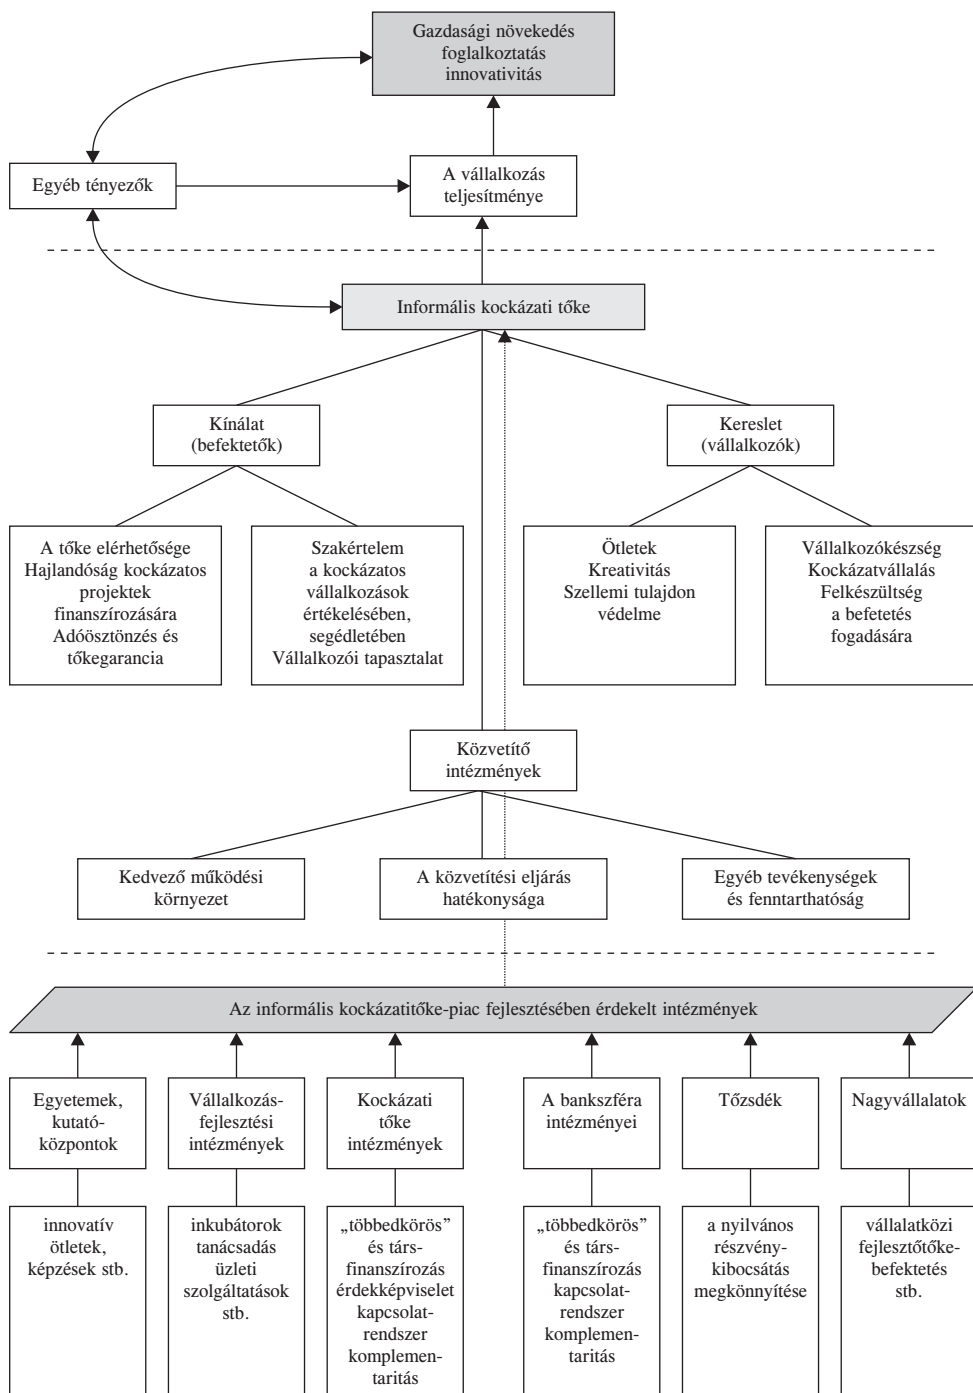 Gazdasági növekedés
foglalkoztatás
innovativitás
Egyéb tényezők
A vállalkozás
teljesítménye
Informális kockázati tőke
Kínálat
(befektetők)
Kereslet
(vállalkozók)
A tőke elérhetősége
Hajlandóság kockázatos
projektek
finanszírozására
Adóösztönzés és
tőkegarancia
Szakértelem
a kockázatos
vállalkozások
értékelésében,
segédletében
Vállalkozói tapasztalat
Ötletek
Kreativitás
Szellemi tulajdon
védelme
Vállalkozókészség
Kockázatvállalás
Felkészültség
a befetetés
fogadására
Közvetítő
intézmények
Kedvező működési
környezet
A közvetítési eljárás
hatékonysága
Egyéb tevékenységek
és fenntarthatóság
Az informális kockázatitőke-piac fejlesztésében érdekelt intézmények
Egyetemek,
kutató-
központok
Vállalkozás-
fejlesztési
intézmények
Kockázati
tőke
intézmények
A bankszféra
intézményei
Tőzsdék
Nagyvállalatok
innovatív
ötletek,
képzések stb.
inkubátorok
tanácsadás
üzleti
szolgáltatások
stb.
„többedkörös”
és társ-
finanszírozás
érdekképviselet
kapcsolat-
rendszer
komplemen-
taritás
„többedkörös”
és társ-
finanszírozás
kapcsolat-
rendszer
komplemen-
taritás
a nyilvános
részvény-
kibocsátás
megkönnyítése
vállalatközi
fejlesztőtőke-
befektetés
stb.